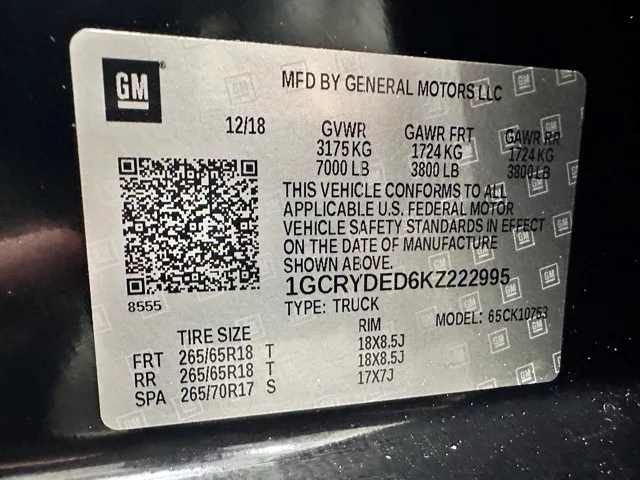 GM
MFD BY GENERAL MOTORS LLC
12/18 GVWR GAWR FRT GAWR RR
3175 KG 1724 KG 1724 KG
7000 LB 3800 LB 3800 LB
THIS VEHICLE CONFORMS TO ALL
APPLICABLE U.S. FEDERAL MOTOR
VEHICLE SAFETY STANDARDS IN EFFECT
ON THE DATE OF MANUFACTURE
SHOWN ABOVE.
8555
1GCRYDED6KZ222995
TYPE: TRUCK MODEL: 65CK10753
TIRE SIZE RIM
FRT 265/65R18 T 18X8.5J
RR 265/65R18 T 18X8.5J
SPA 265/70R17 S 17X7J